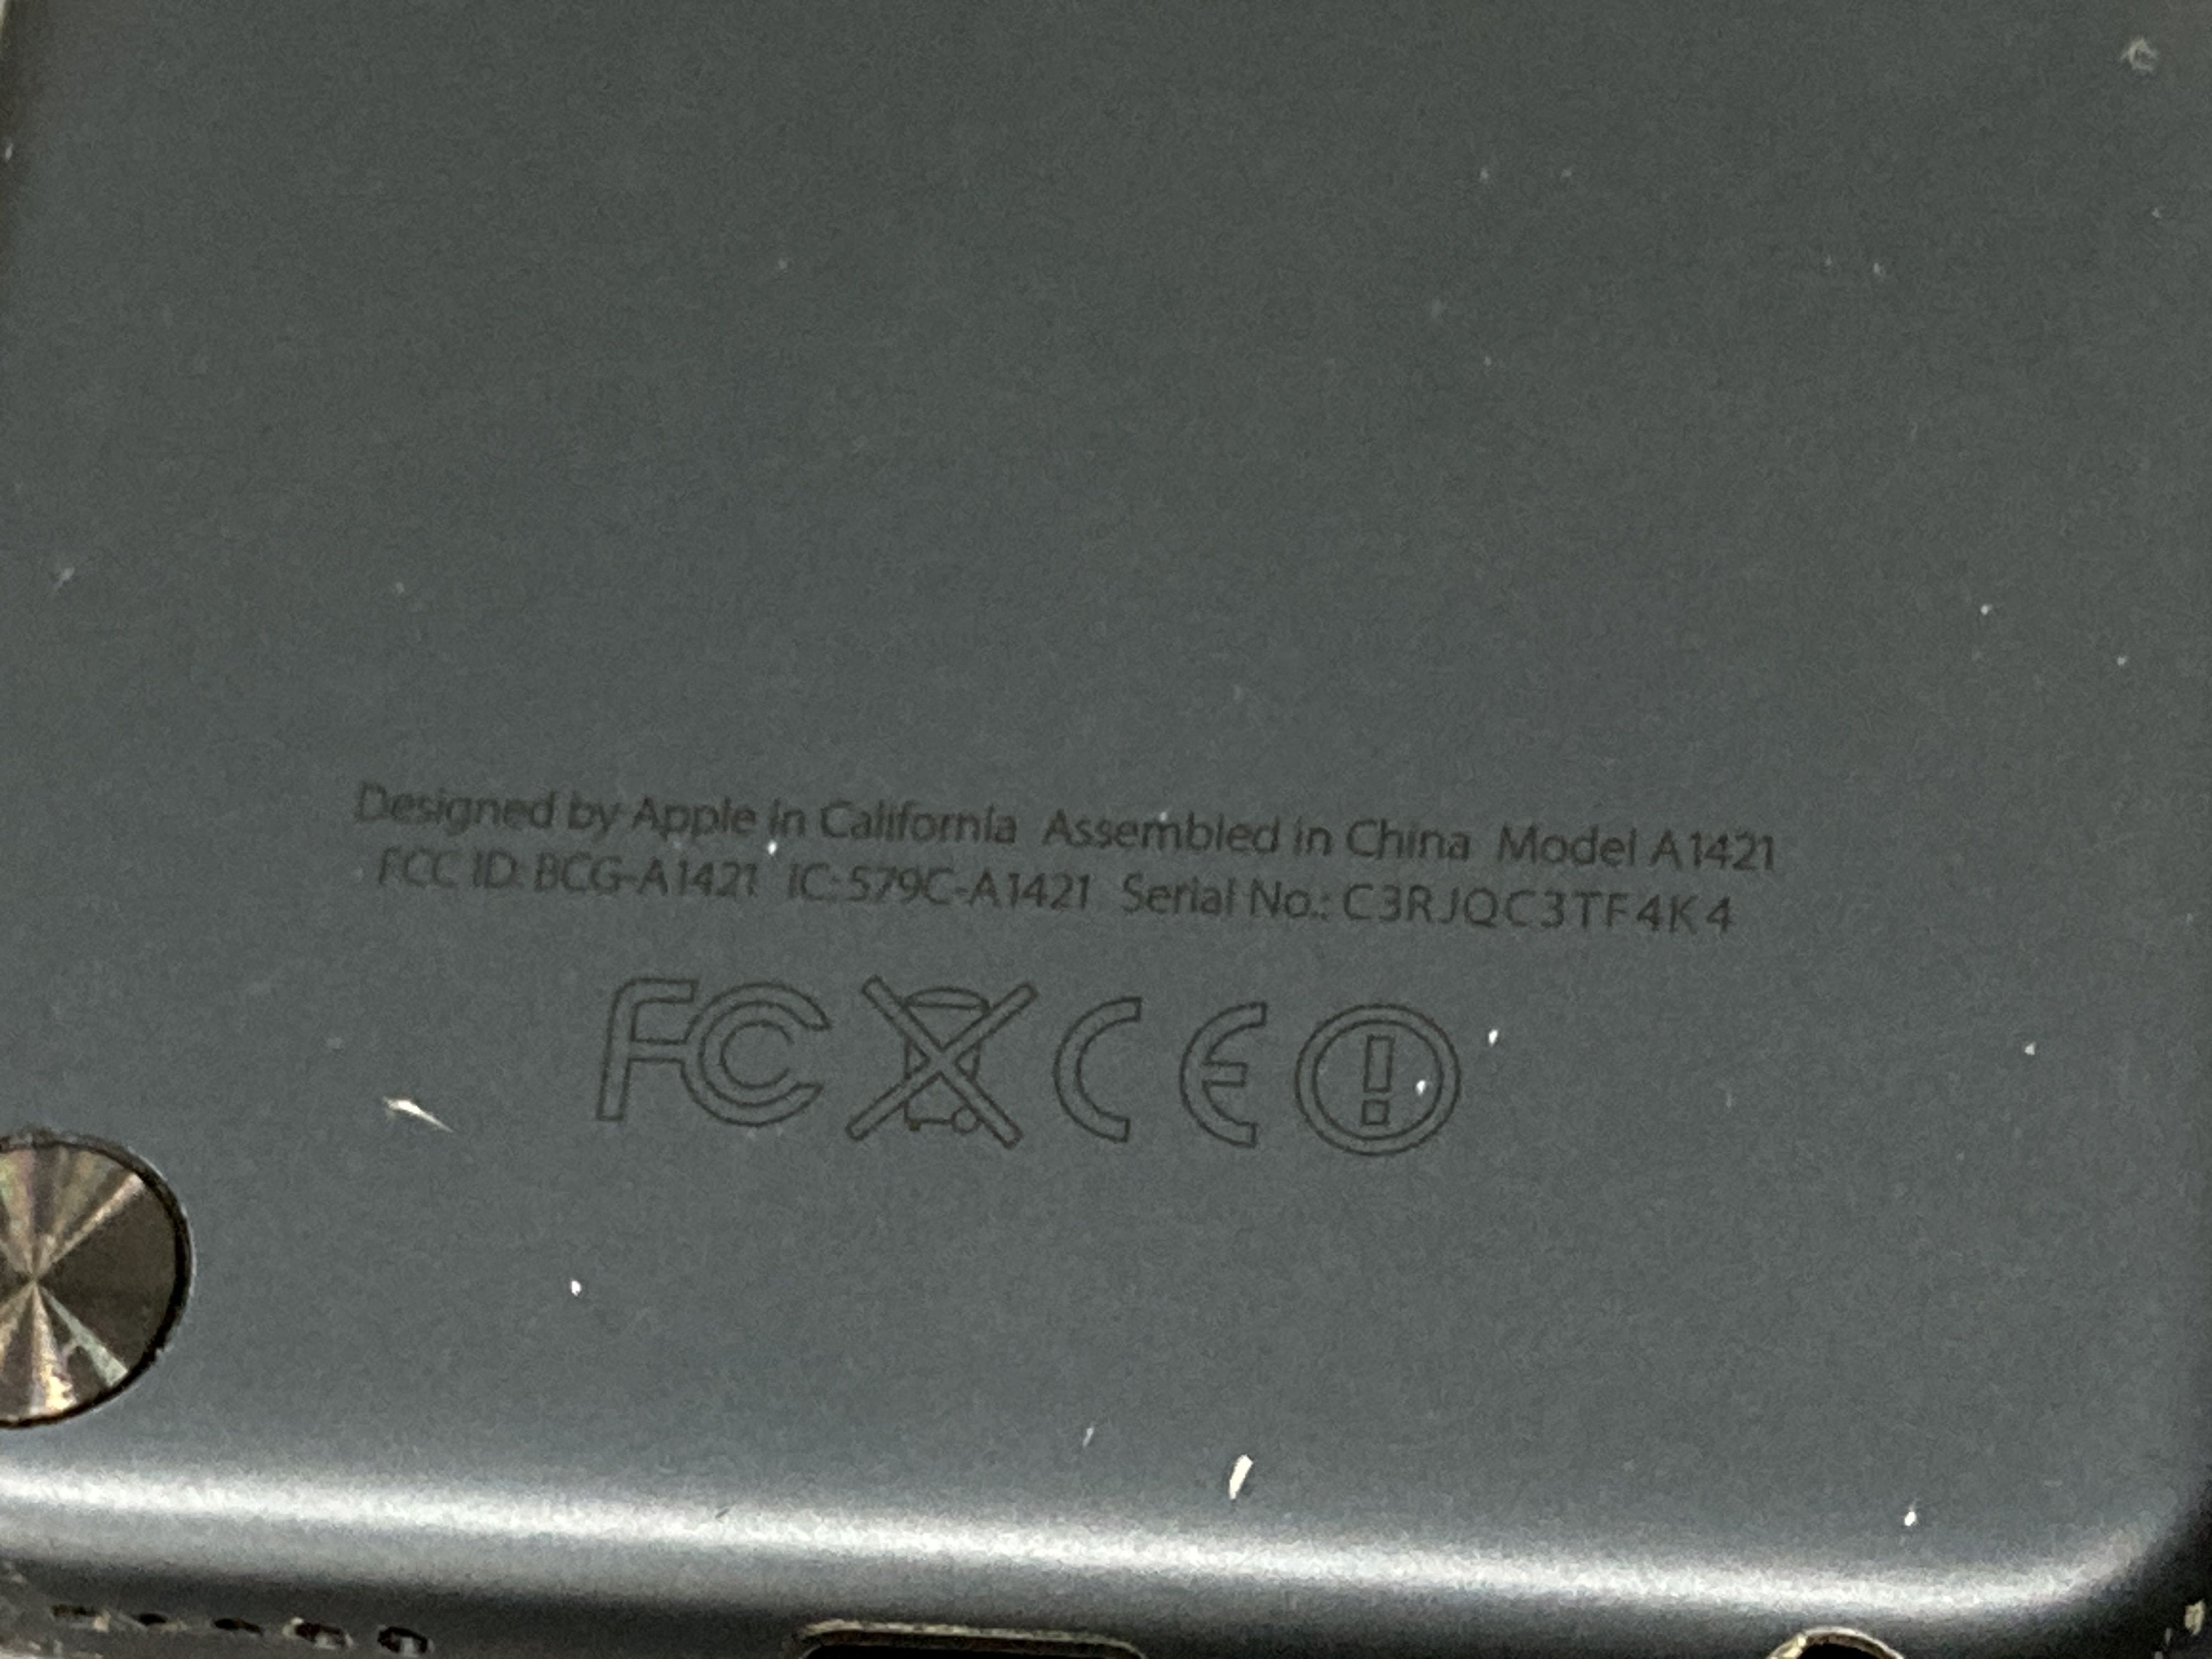 Designed by Apple in California Assembled in China Model A1421
FCC ID: BCG-A1421 IC: 579C-A1421 Serial No.: C3RJQC3TF4K4
FC CE